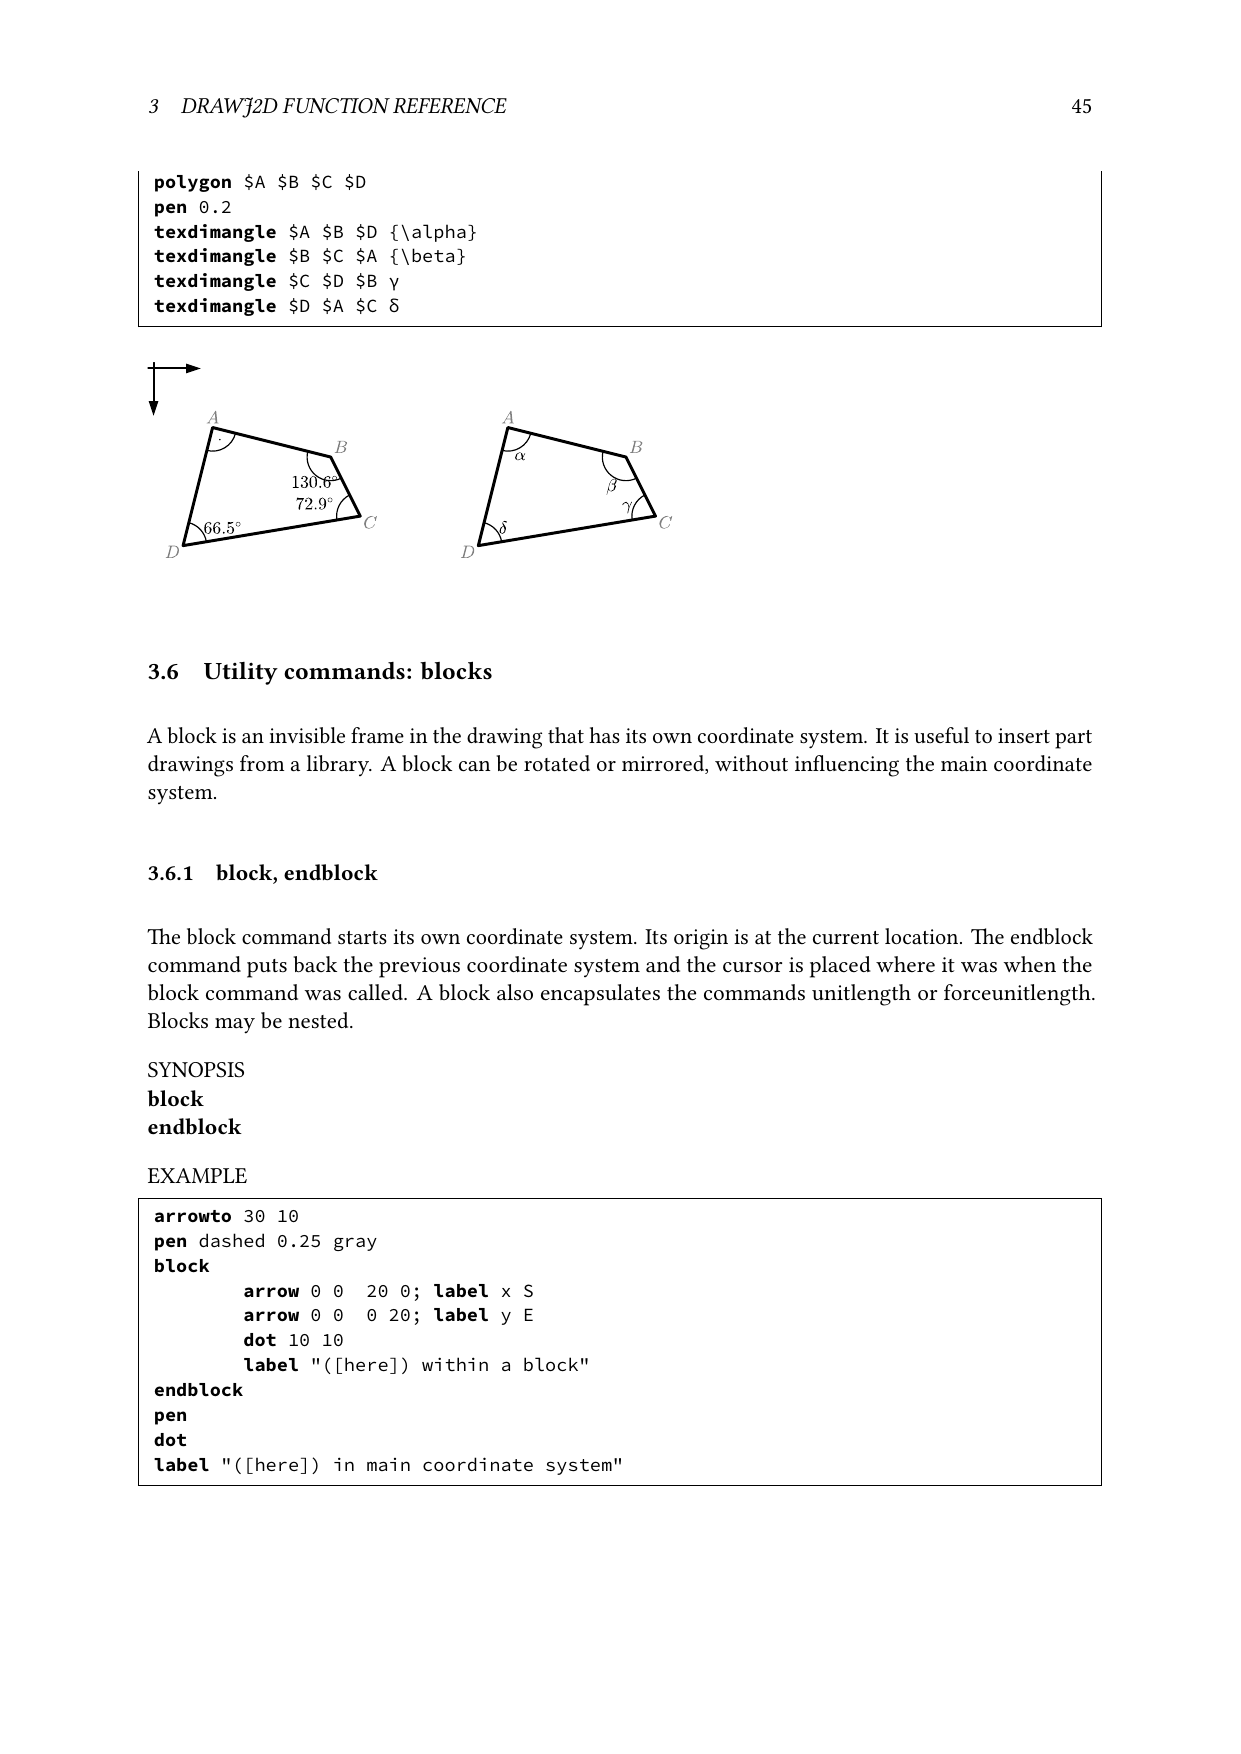 3 DRAWJ2D FUNCTION REFERENCE 45
polygon $A $B $C $D
pen 0.2
texdimangle $A $B $D {\alpha}
texdimangle $B $C $A {\beta}
texdimangle $C $D $B γ
texdimangle $D $A $C δ
A
B
130.6°
72.9°
C
66.5°
D
A
α
B
β
γ
C
δ
D
3.6 Utility commands: blocks
A block is an invisible frame in the drawing that has its own coordinate system. It is useful to insert part
drawings from a library. A block can be rotated or mirrored, without influencing the main coordinate
system.
3.6.1 block, endblock
The block command starts its own coordinate system. Its origin is at the current location. The endblock
command puts back the previous coordinate system and the cursor is placed where it was when the
block command was called. A block also encapsulates the commands unitlength or forceunitlength.
Blocks may be nested.
SYNOPSIS
block
endblock
EXAMPLE
arrowto 30 10
pen dashed 0.25 gray
block
        arrow 0 0  20 0; label x S
        arrow 0 0  0 20; label y E
        dot 10 10
        label "([here]) within a block"
endblock
pen
dot
label "([here]) in main coordinate system"